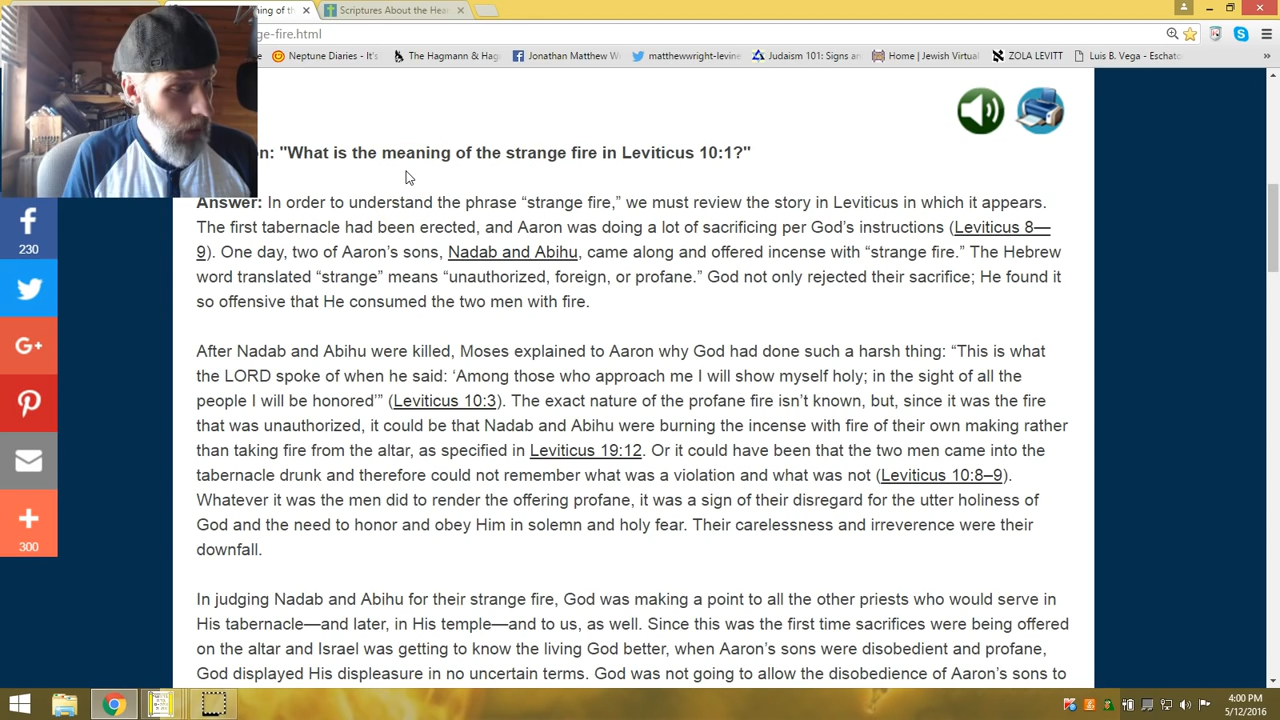 ning of th
Scriptures About the Hea
ge-fire.html
Neptune Diaries - It's
The Hagmann & Hag
Jonathan Matthew W
matthewwright-levine
Judaism 101: Signs an
Home | Jewish Virtual
ZOLA LEVITT
Luis B. Vega - Eschato
»
on: "What is the meaning of the strange fire in Leviticus 10:1?"
Answer: In order to understand the phrase “strange fire,” we must review the story in Leviticus in which it appears.
The first tabernacle had been erected, and Aaron was doing a lot of sacrificing per God’s instructions (Leviticus 8—
9). One day, two of Aaron’s sons, Nadab and Abihu, came along and offered incense with “strange fire.” The Hebrew
word translated “strange” means “unauthorized, foreign, or profane.” God not only rejected their sacrifice; He found it
so offensive that He consumed the two men with fire.
After Nadab and Abihu were killed, Moses explained to Aaron why God had done such a harsh thing: “This is what
the LORD spoke of when he said: ‘Among those who approach me I will show myself holy; in the sight of all the
people I will be honored’” (Leviticus 10:3). The exact nature of the profane fire isn’t known, but, since it was the fire
that was unauthorized, it could be that Nadab and Abihu were burning the incense with fire of their own making rather
than taking fire from the altar, as specified in Leviticus 19:12. Or it could have been that the two men came into the
tabernacle drunk and therefore could not remember what was a violation and what was not (Leviticus 10:8–9).
Whatever it was the men did to render the offering profane, it was a sign of their disregard for the utter holiness of
God and the need to honor and obey Him in solemn and holy fear. Their carelessness and irreverence were their
downfall.
In judging Nadab and Abihu for their strange fire, God was making a point to all the other priests who would serve in
His tabernacle—and later, in His temple—and to us, as well. Since this was the first time sacrifices were being offered
on the altar and Israel was getting to know the living God better, when Aaron’s sons were disobedient and profane,
God displayed His displeasure in no uncertain terms. God was not going to allow the disobedience of Aaron’s sons to
230
G+
300
4:00 PM
5/12/2016